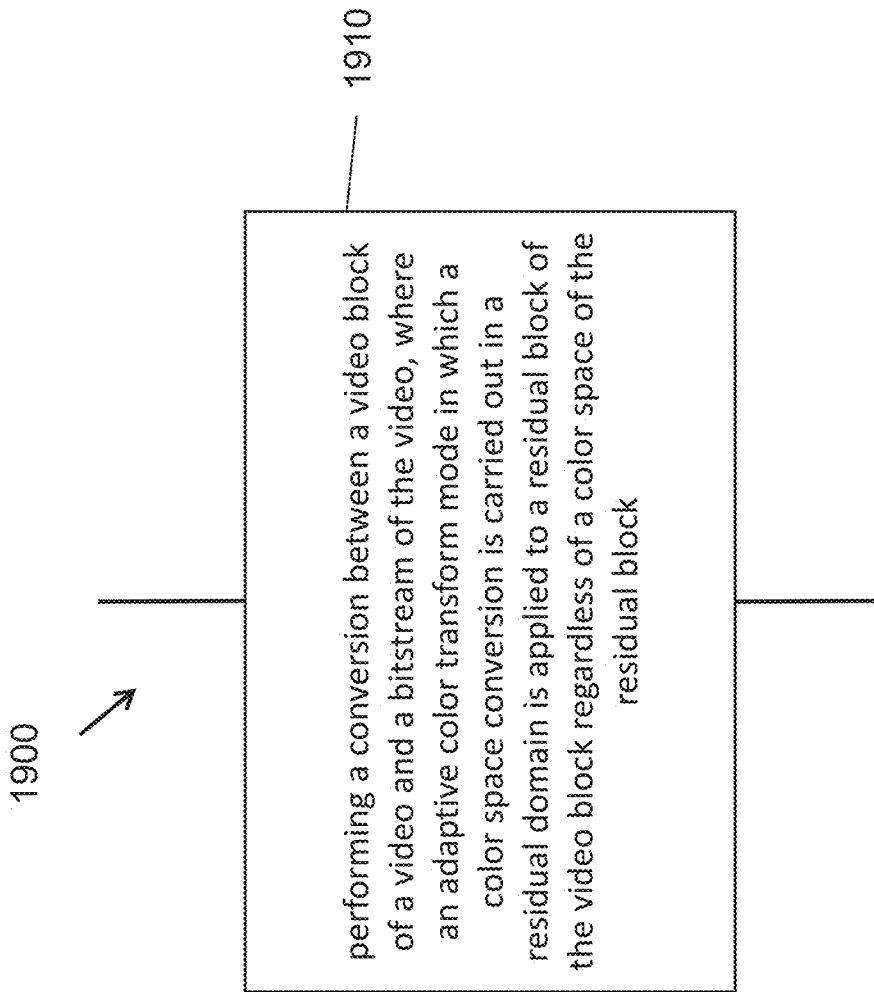 1900
1910
performing a conversion between a video block
of a video and a bitstream of the video, where
an adaptive color transform mode in which a
color space conversion is carried out in a
residual domain is applied to a residual block of
the video block regardless of a color space of the
residual block